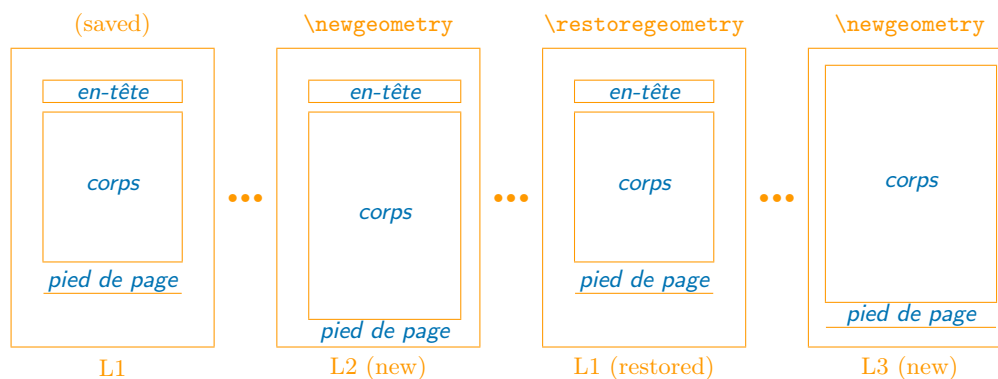 (saved) \newgeometry \restoregeometry \newgeometry
en-tête en-tête en-tête
corps corps corps corps
pied de page pied de page pied de page pied de page
L1 L2 (new) L1 (restored) L3 (new)